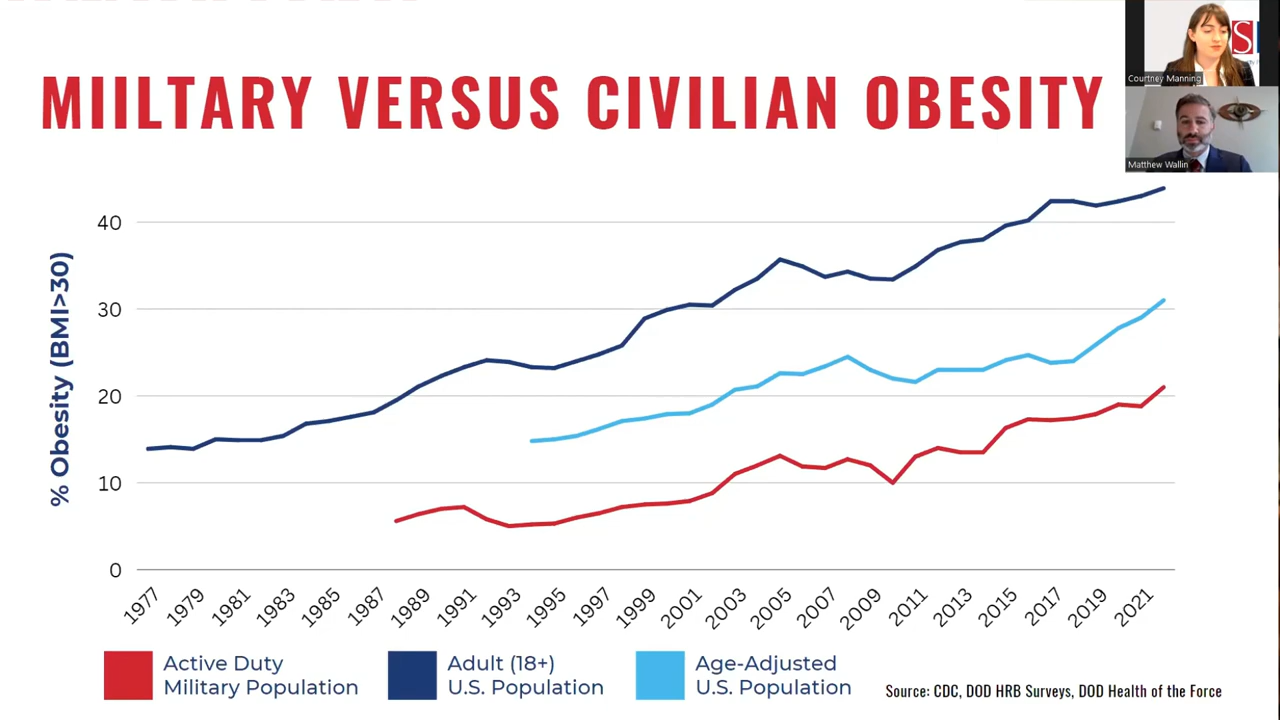 MIILTARY VERSUS CIVILIAN OBESITY
Courtney Manning
Matthew Wallin
% Obesity (BMI>30)
40
30
20
10
0
1977 1979 1981 1983 1985 1987 1989 1991 1993 1995 1997 1999 2001 2003 2005 2007 2009 2011 2013 2015 2017 2019 2021
Active Duty
Military Population
Adult (18+)
U.S. Population
Age-Adjusted
U.S. Population
Source: CDC, DOD HRB Surveys, DOD Health of the Force